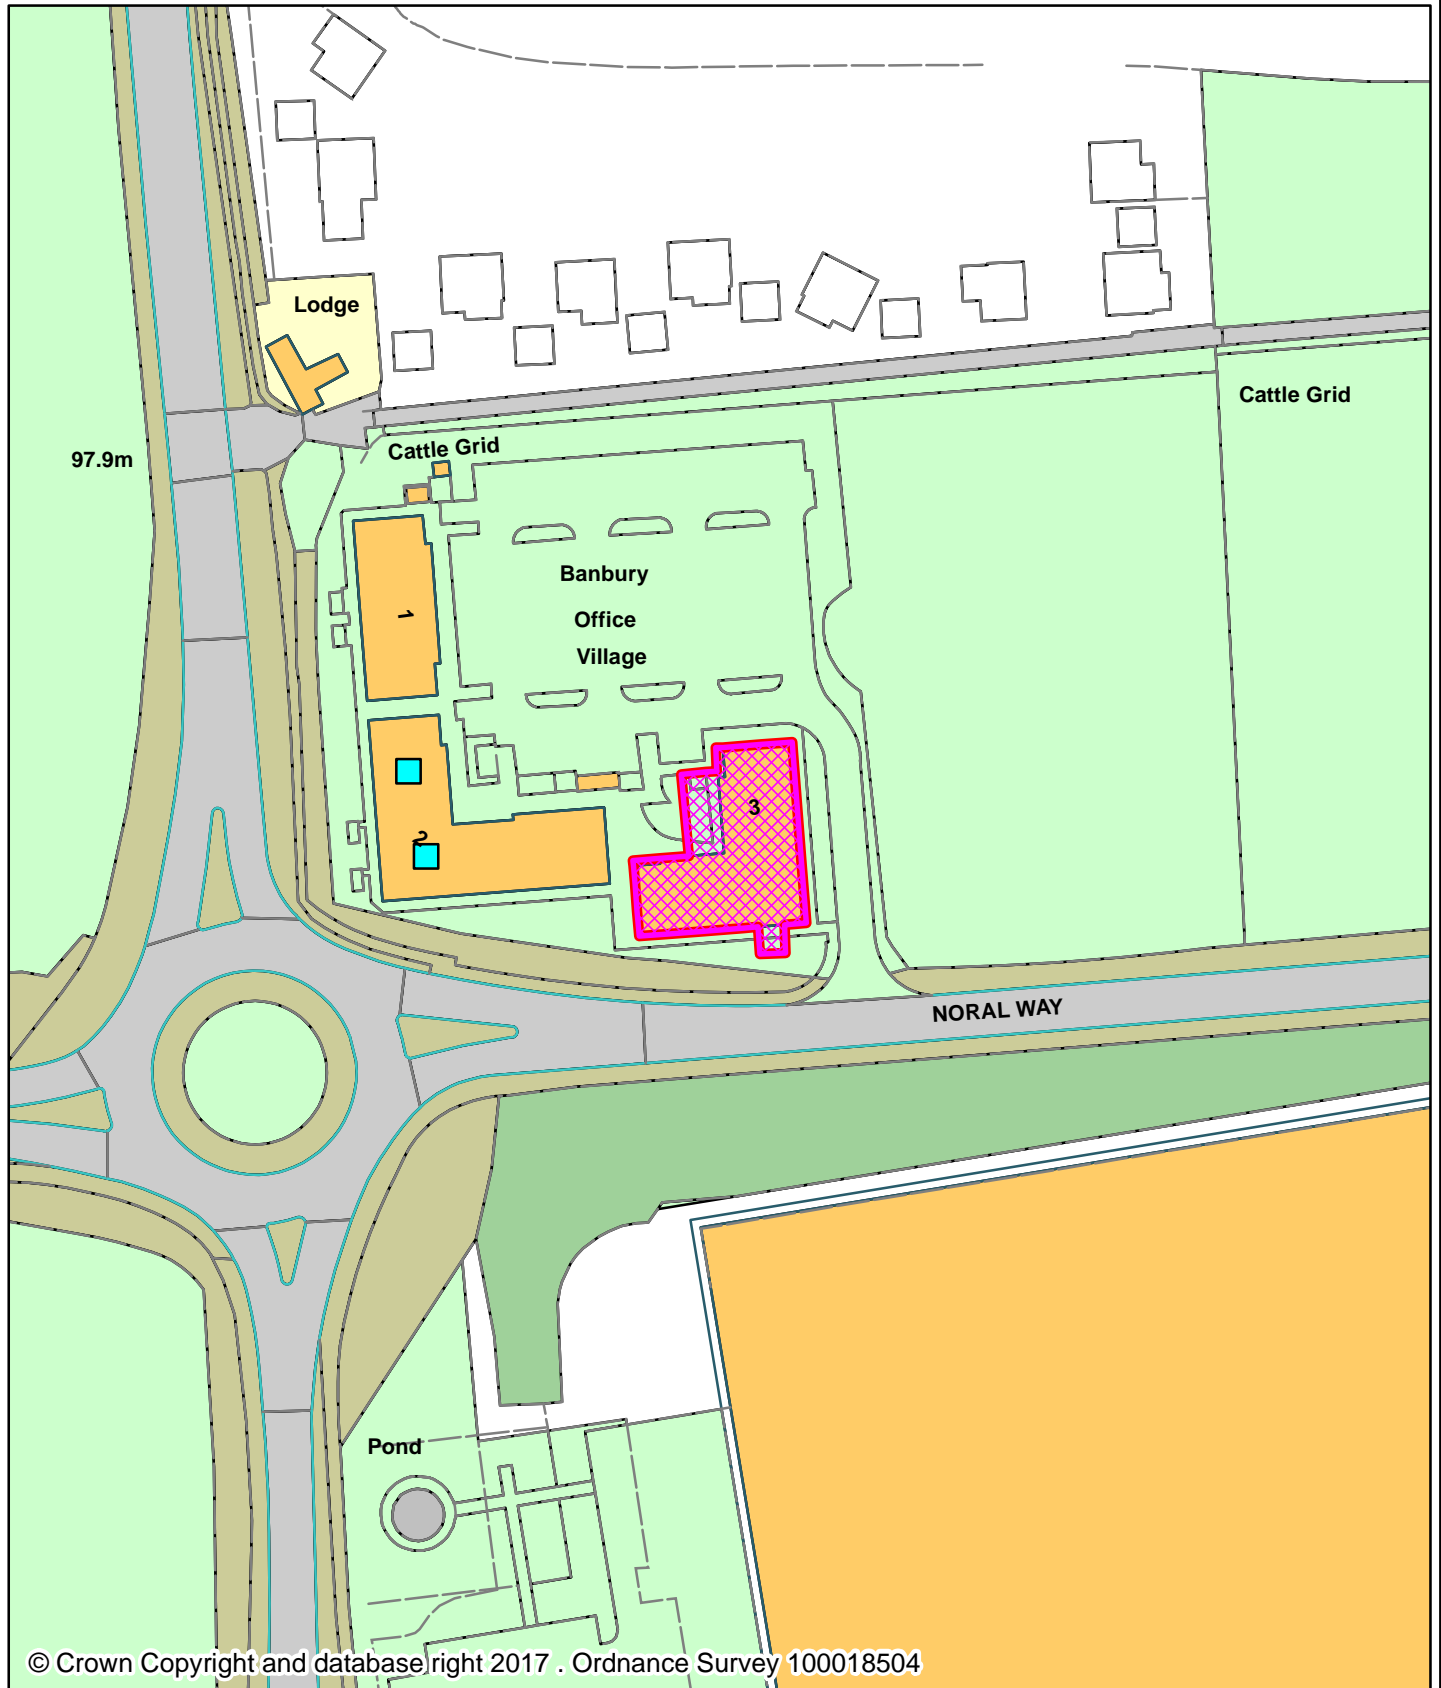 Lodge
Cattle Grid
97.9m
Cattle Grid
Banbury
Office
Village
1
2
3
NORAL WAY
Pond
© Crown Copyright and database right 2017 . Ordnance Survey 100018504